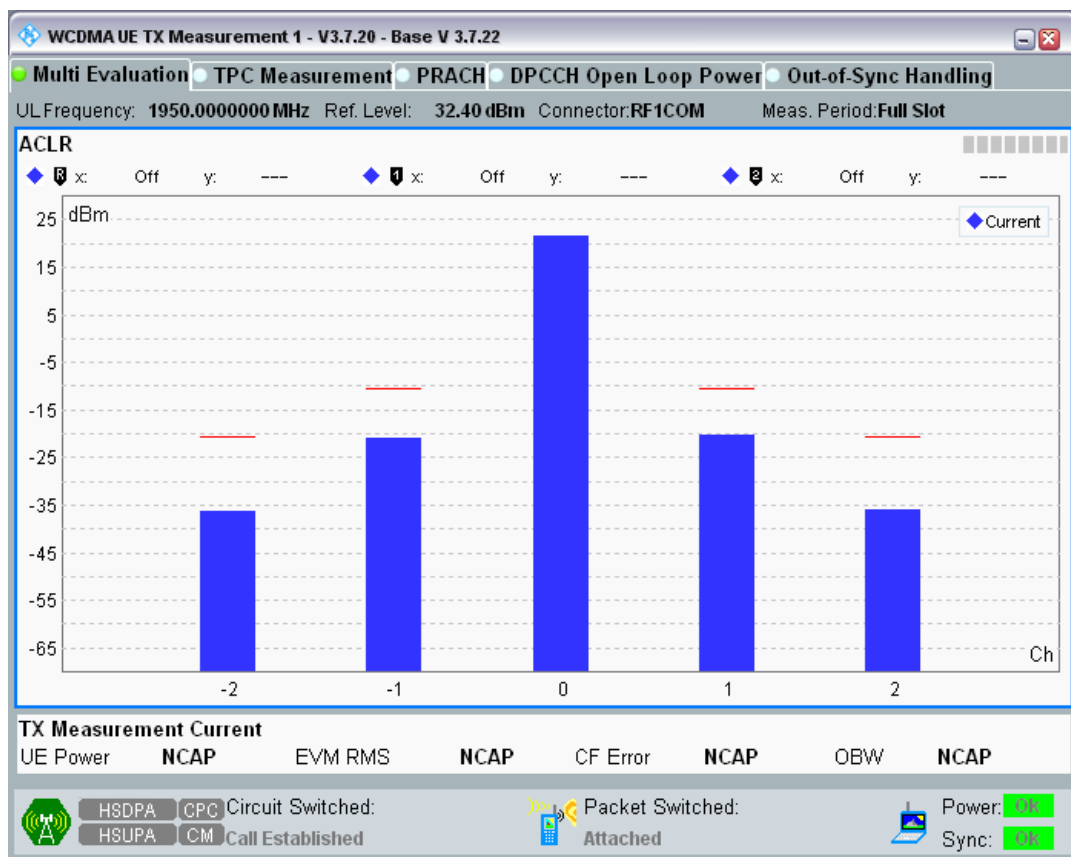 WCDMA UE TX Measurement 1 - V3.7.20 - Base V 3.7.22
Multi Evaluation TPC Measurement PRACH DPCCH Open Loop Power Out-of-Sync Handling
UL Frequency: 1950.0000000 MHz Ref. Level: 32.40 dBm Connector:RF1COM Meas. Period:Full Slot
ACLR
R x: Off y: --- 1 x: Off y: --- 2 x: Off y: ---
dBm
Current
25
15
5
-5
-15
-25
-35
-45
-55
-65
Ch
-2 -1 0 1 2
TX Measurement Current
UE Power NCAP EVM RMS NCAP CF Error NCAP OBW NCAP
HSDPA CPC Circuit Switched: Packet Switched: Power: OK
HSUPA CM Call Established Attached Sync: OK